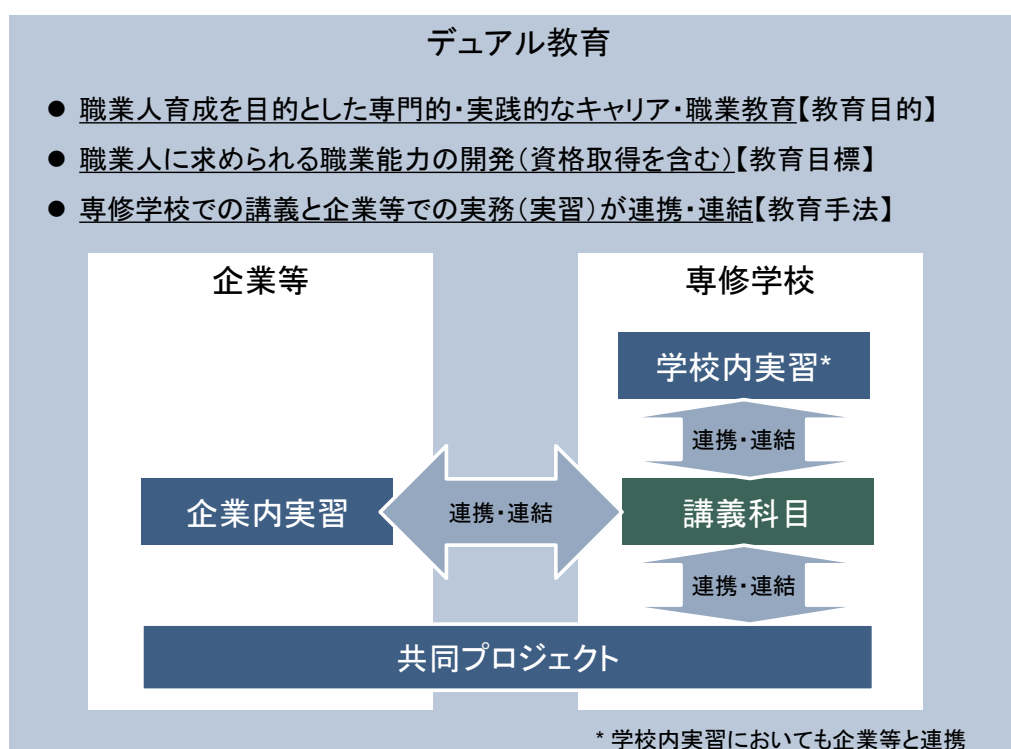 デュアル教育
● 職業人育成を目的とした専門的・実践的なキャリア・職業教育【教育目的】
● 職業人に求められる職業能力の開発(資格取得を含む)【教育目標】
● 専修学校での講義と企業等での実務(実習)が連携・連結【教育手法】
企業等
専修学校
学校内実習*
連携・連結
企業内実習
連携・連結
講義科目
連携・連結
共同プロジェクト
* 学校内実習においても企業等と連携